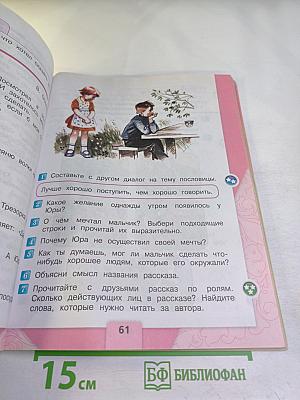 что хотел
1 Составьте с другом диалог на тему пословицы.
Лучше хорошо поступить, чем хорошо говорить.
2 Какое желание однажды утром появилось у
Юры?
3 О чём мечтал мальчик? Выбери подходящие
строки и прочитай их выразительно.
4 Почему Юра не осуществил своей мечты?
5 Как ты думаешь, мог ли мальчик сделать что-
нибудь хорошее людям, которые его окружали?
6 Объясни смысл названия рассказа.
7 Прочитайте с друзьями рассказ по ролям.
Сколько действующих лиц в рассказе? Найдите
слова, которые нужно читать за автора.
61
15 см
БФ БИБЛИОФАН